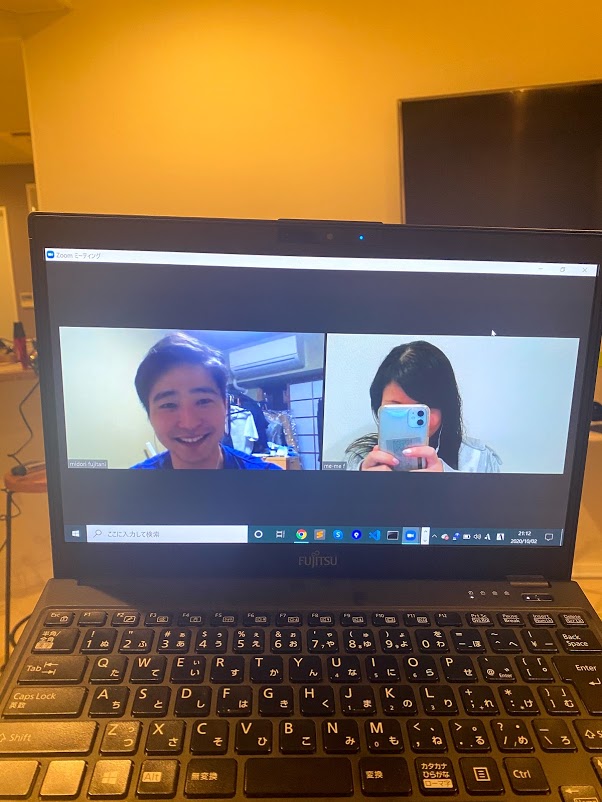 Zoom ミーティング
midori fujitani
me-me f
ここに入力して検索
21:12
2020/10/02
FUJITSU
Esc F1 F2 F3 F4 F5 F6 F7 F8 F9 F10 F11 F12 Pause Break
半角/全角 ! 1 ぬ " 2 ふ # 3 あ $ 4 う % 5 え & 6 お ' 7 や ( 8 ゆ ) 9 よ 0 わ = - ほ ~ ^ へ Back Space
Tab Q た W て E い R す T か Y ん U な I に O ら P せ Enter
Caps Lock 英数 A ち S と D し F は G き H く J ま K の L り + ; れ * : け } ] む
Shift Z つ X さ C そ V ひ B こ N み M も < , ね > . る ? / め _ \ ろ
Alt 無変換 変換 カタカナ ひらがな ローマ字 Ctrl